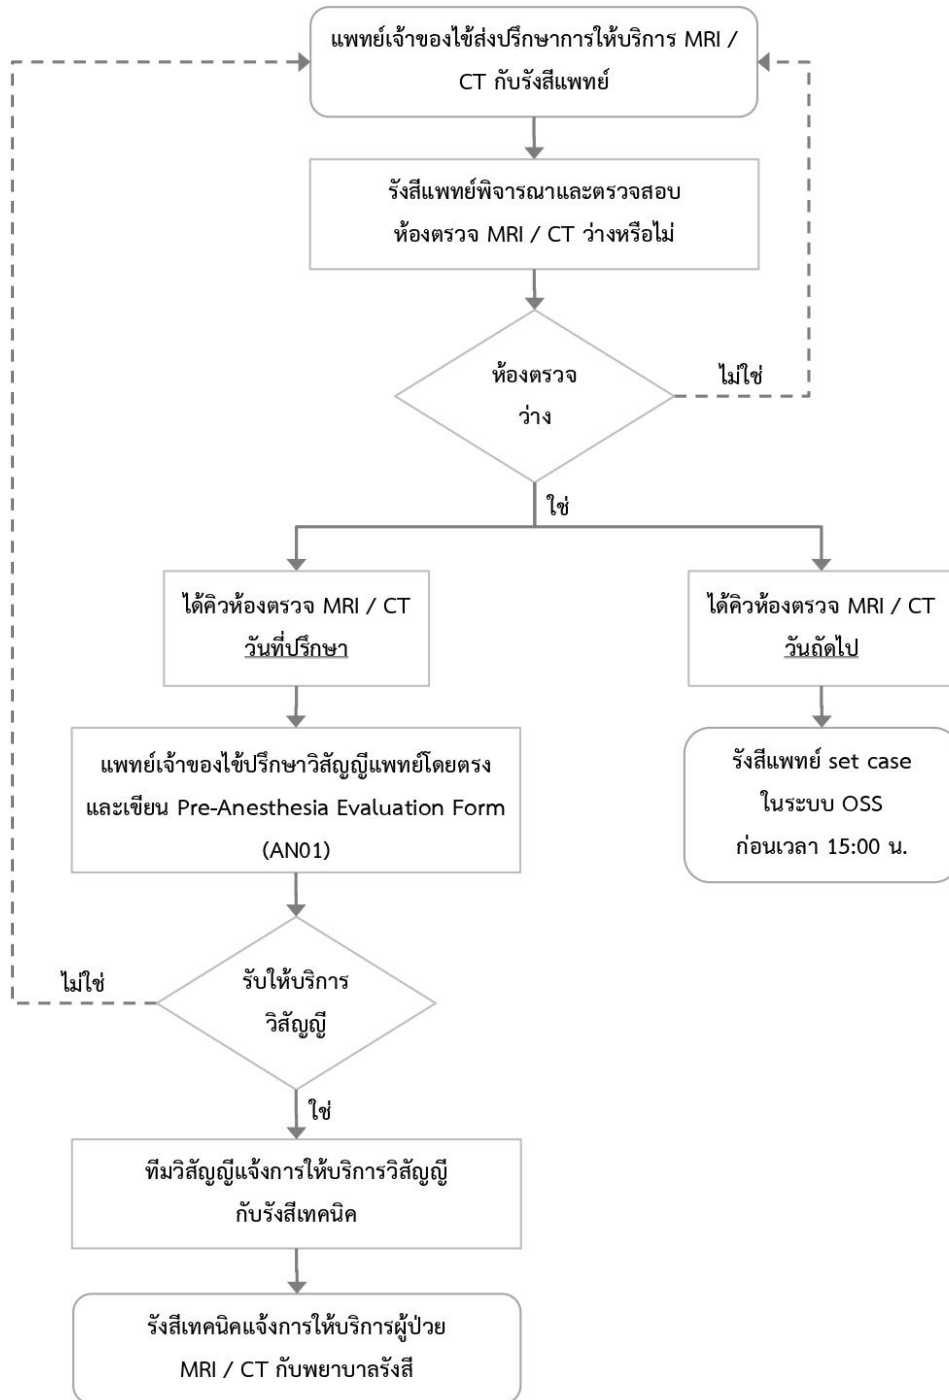 แพทย์เจ้าของไข้ส่งปรึกษาการให้บริการ MRI /
CT กับรังสีแพทย์
รังสีแพทย์พิจารณาและตรวจสอบ
ห้องตรวจ MRI / CT ว่างหรือไม่
ห้องตรวจ
ว่าง
ไม่ใช่
ใช่
ได้คิวห้องตรวจ MRI / CT
วันที่ปรึกษา
ได้คิวห้องตรวจ MRI / CT
วันถัดไป
แพทย์เจ้าของไข้ปรึกษาวิสัญญีแพทย์โดยตรง
และเขียน Pre-Anesthesia Evaluation Form
(AN01)
รังสีแพทย์ set case
ในระบบ OSS
ก่อนเวลา 15:00 น.
ไม่ใช่
รับให้บริการ
วิสัญญี
ใช่
ทีมวิสัญญีแจ้งการให้บริการวิสัญญี
กับรังสีเทคนิค
รังสีเทคนิคแจ้งการให้บริการผู้ป่วย
MRI / CT กับพยาบาลรังสี